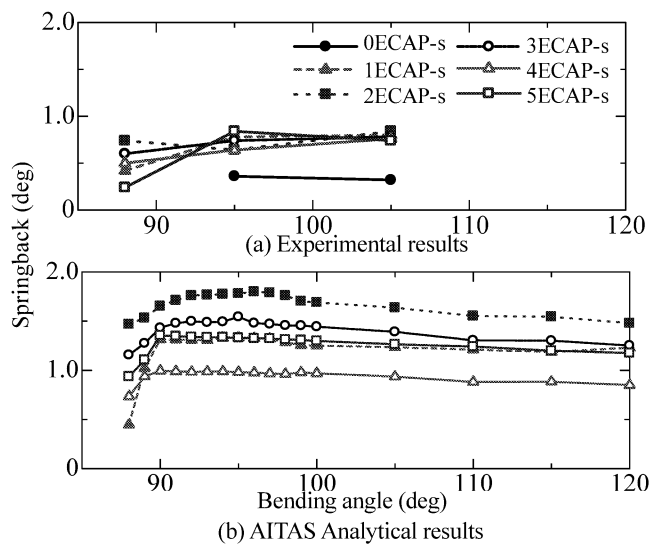 2.0
0ECAP-s 3ECAP-s
1ECAP-s 4ECAP-s
2ECAP-s 5ECAP-s
1.0
0
90 100 110 120
(a) Experimental results
Springback (deg)
2.0
1.0
0
90 100 110 120
Bending angle (deg)
(b) AITAS Analytical results